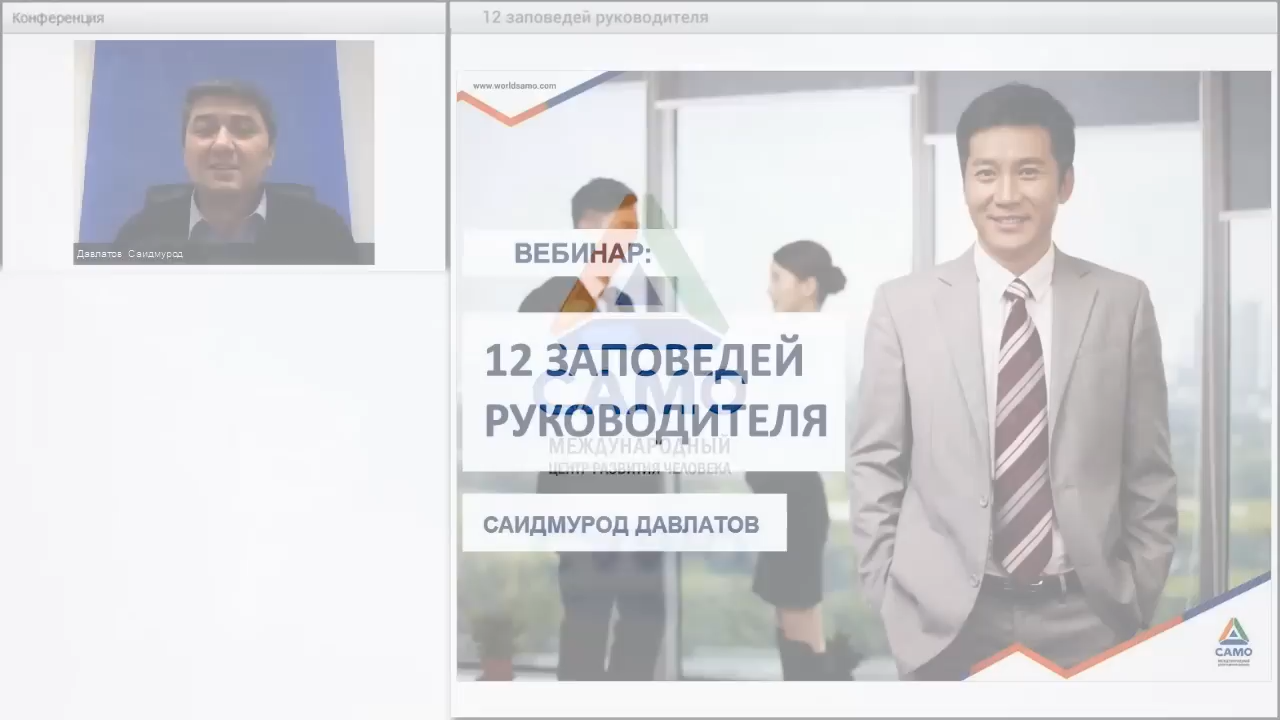 Конференция
12 заповедей руководителя
Давлатов Саидмурод
www.worldsamo.com
ВЕБИНАР:
12 ЗАПОВЕДЕЙ
РУКОВОДИТЕЛЯ
САМО
МЕЖДУНАРОДНЫЙ
ЦЕНТР РАЗВИТИЯ ЧЕЛОВЕКА
САИДМУРОД ДАВЛАТОВ
САМО